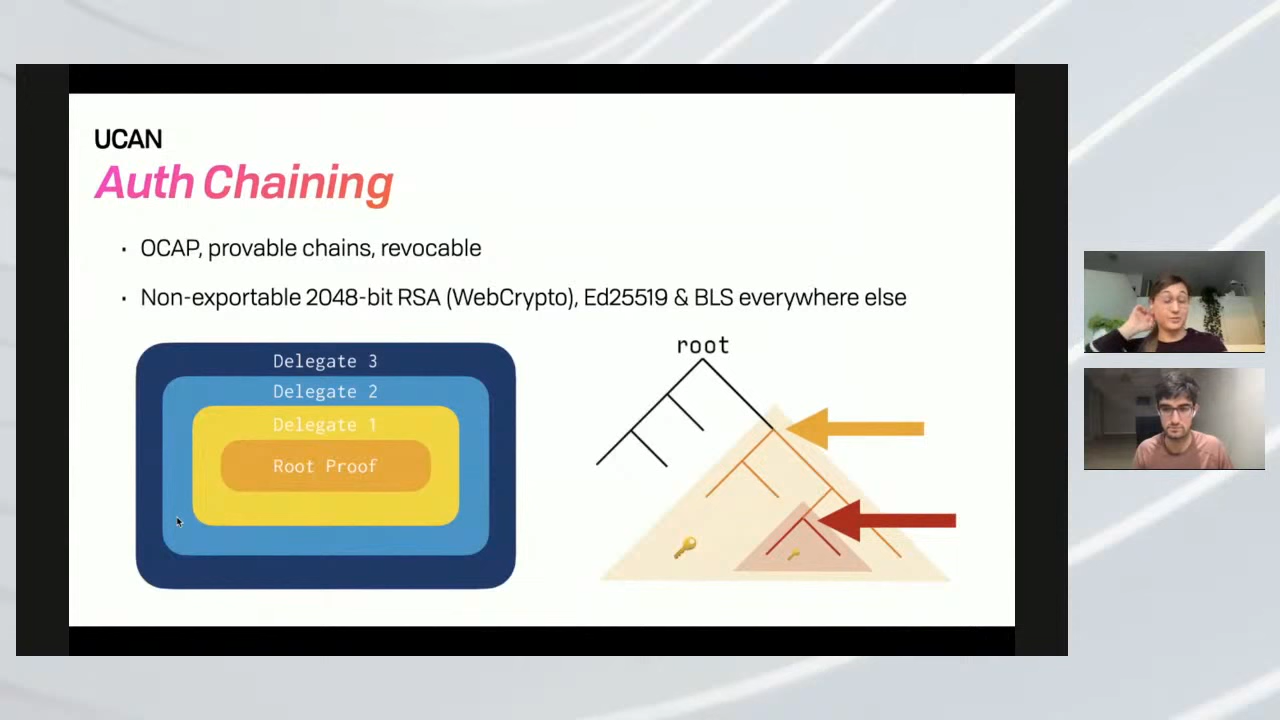 UCAN
Auth Chaining
· OCAP, provable chains, revocable
· Non-exportable 2048-bit RSA (WebCrypto), Ed25519 & BLS everywhere else
Delegate 3
Delegate 2
Delegate 1
Root Proof
root